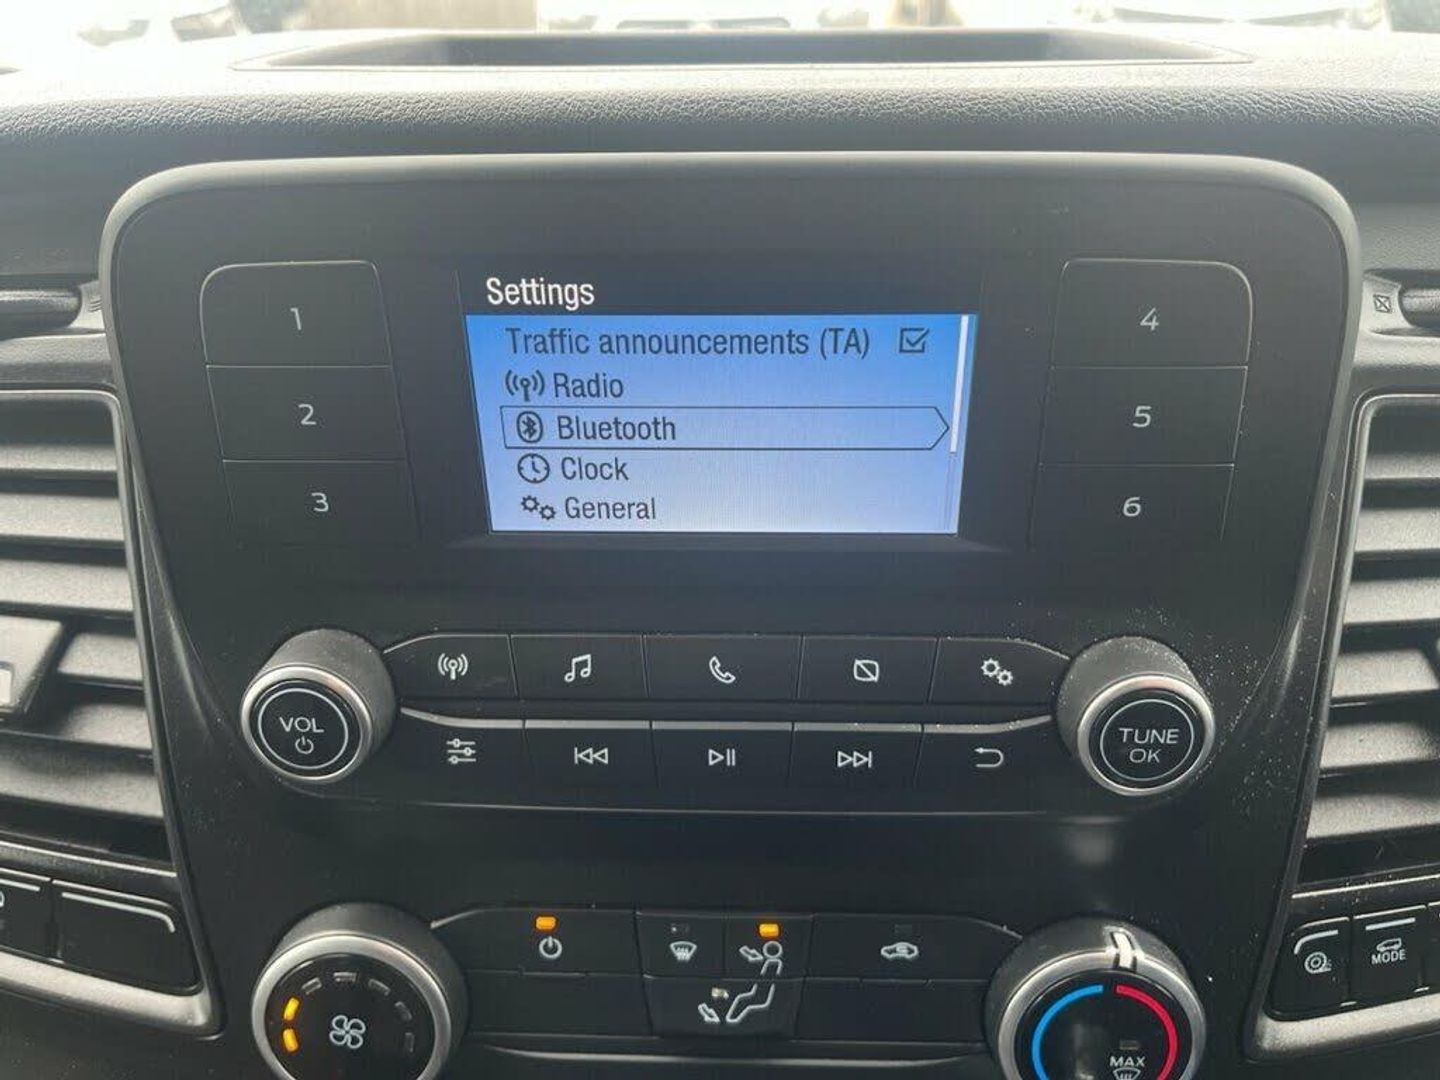 Settings
Traffic announcements (TA)
Radio
Bluetooth
Clock
General
1
2
3
4
5
6
VOL
TUNE
OK
MODE
MAX